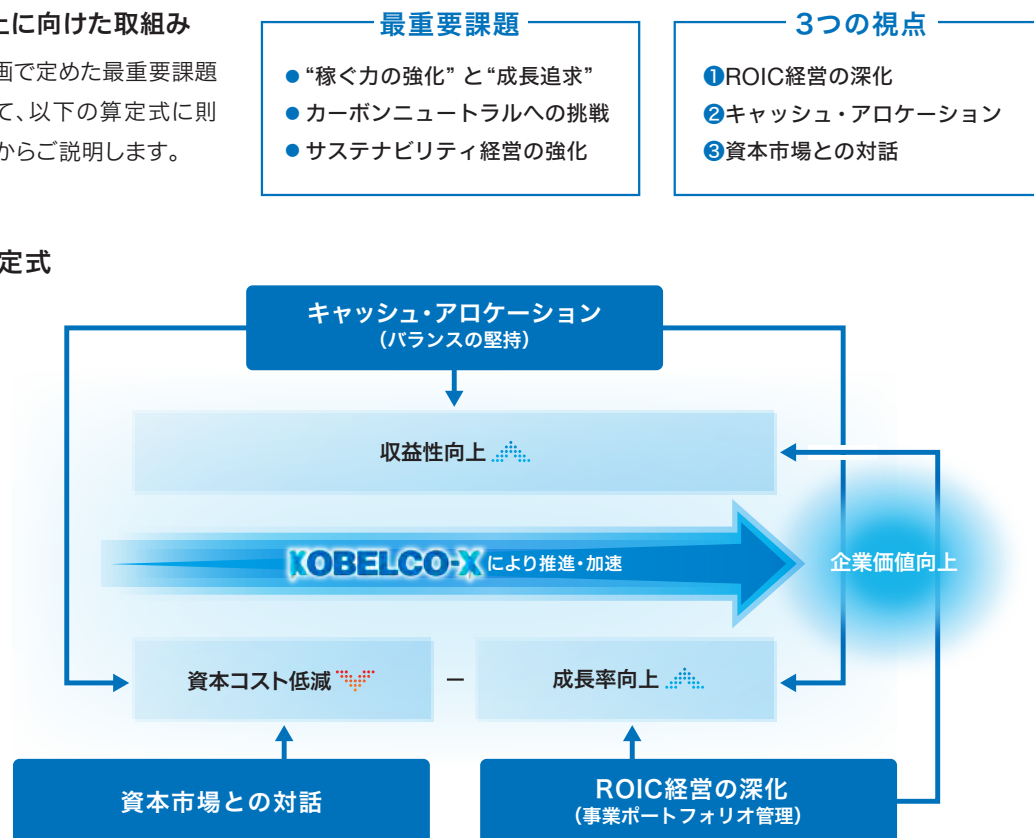 上に向けた取組み
画で定めた最重要課題
て、以下の算定式に則
からご説明します。
最重要課題
● “稼ぐ力の強化” と “成長追求”
● カーボンニュートラルへの挑戦
● サステナビリティ経営の強化
3つの視点
❶ROIC経営の深化
❷キャッシュ・アロケーション
❸資本市場との対話
定式
キャッシュ・アロケーション
（バランスの堅持）
収益性向上
KOBELCO-X により推進・加速
企業価値向上
資本コスト低減 － 成長率向上
資本市場との対話
ROIC経営の深化
（事業ポートフォリオ管理）